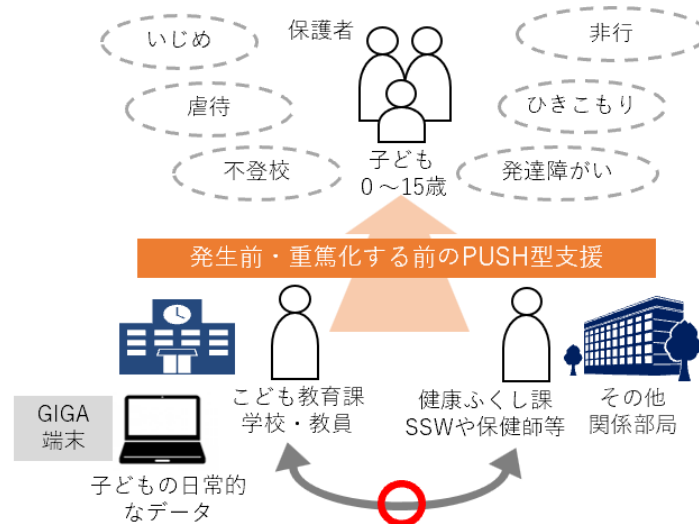 いじめ
保護者
非行
虐待
ひきこもり
不登校
子ども
0～15歳
発達障がい
発生前・重篤化する前のPUSH型支援
GIGA
端末
子どもの日常的
なデータ
こども教育課
学校・教員
健康ふくし課
SSWや保健師等
その他
関係部局